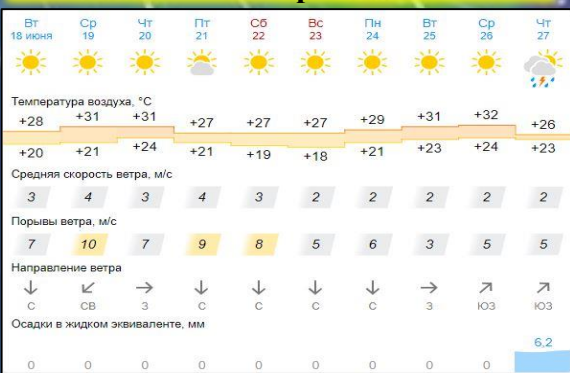 Вт Ср Чт Пт Сб Вс Пн Вт Ср Чт
18 июня 19 20 21 22 23 24 25 26 27
Температура воздуха, °C
+28 +31 +31 +27 +27 +27 +29 +31 +32 +26
+20 +21 +24 +21 +19 +18 +21 +23 +24 +23
Средняя скорость ветра, м/с
3 4 3 4 3 2 2 2 2 2
Порывы ветра, м/с
7 10 7 9 8 5 6 3 5 5
Направление ветра
С СВ З С С С С З ЮЗ ЮЗ
Осадки в жидком эквиваленте, мм
6,2
0 0 0 0 0 0 0 0 0